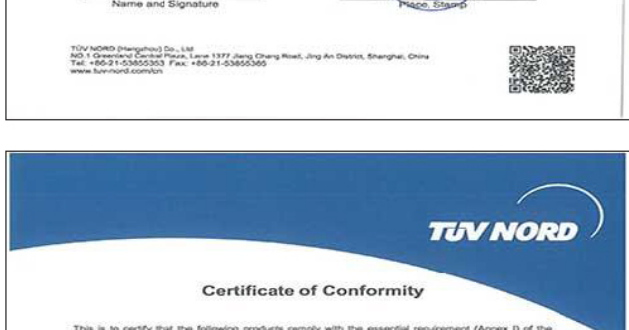 Name and Signature
Place, Stamp
TÜV NORD (Hangzhou) Co., Ltd
NO.1 Greenland Central Plaza, Lane 1377 Jiang Chang Road, Jing An District, Shanghai, China
Tel: +86-21-53855353 Fax: +86-21-53855385
www.tuv-nord.com/cn
TÜV NORD
Certificate of Conformity
This is to certify that the following products comply with the essential requirement (Annex I) of the